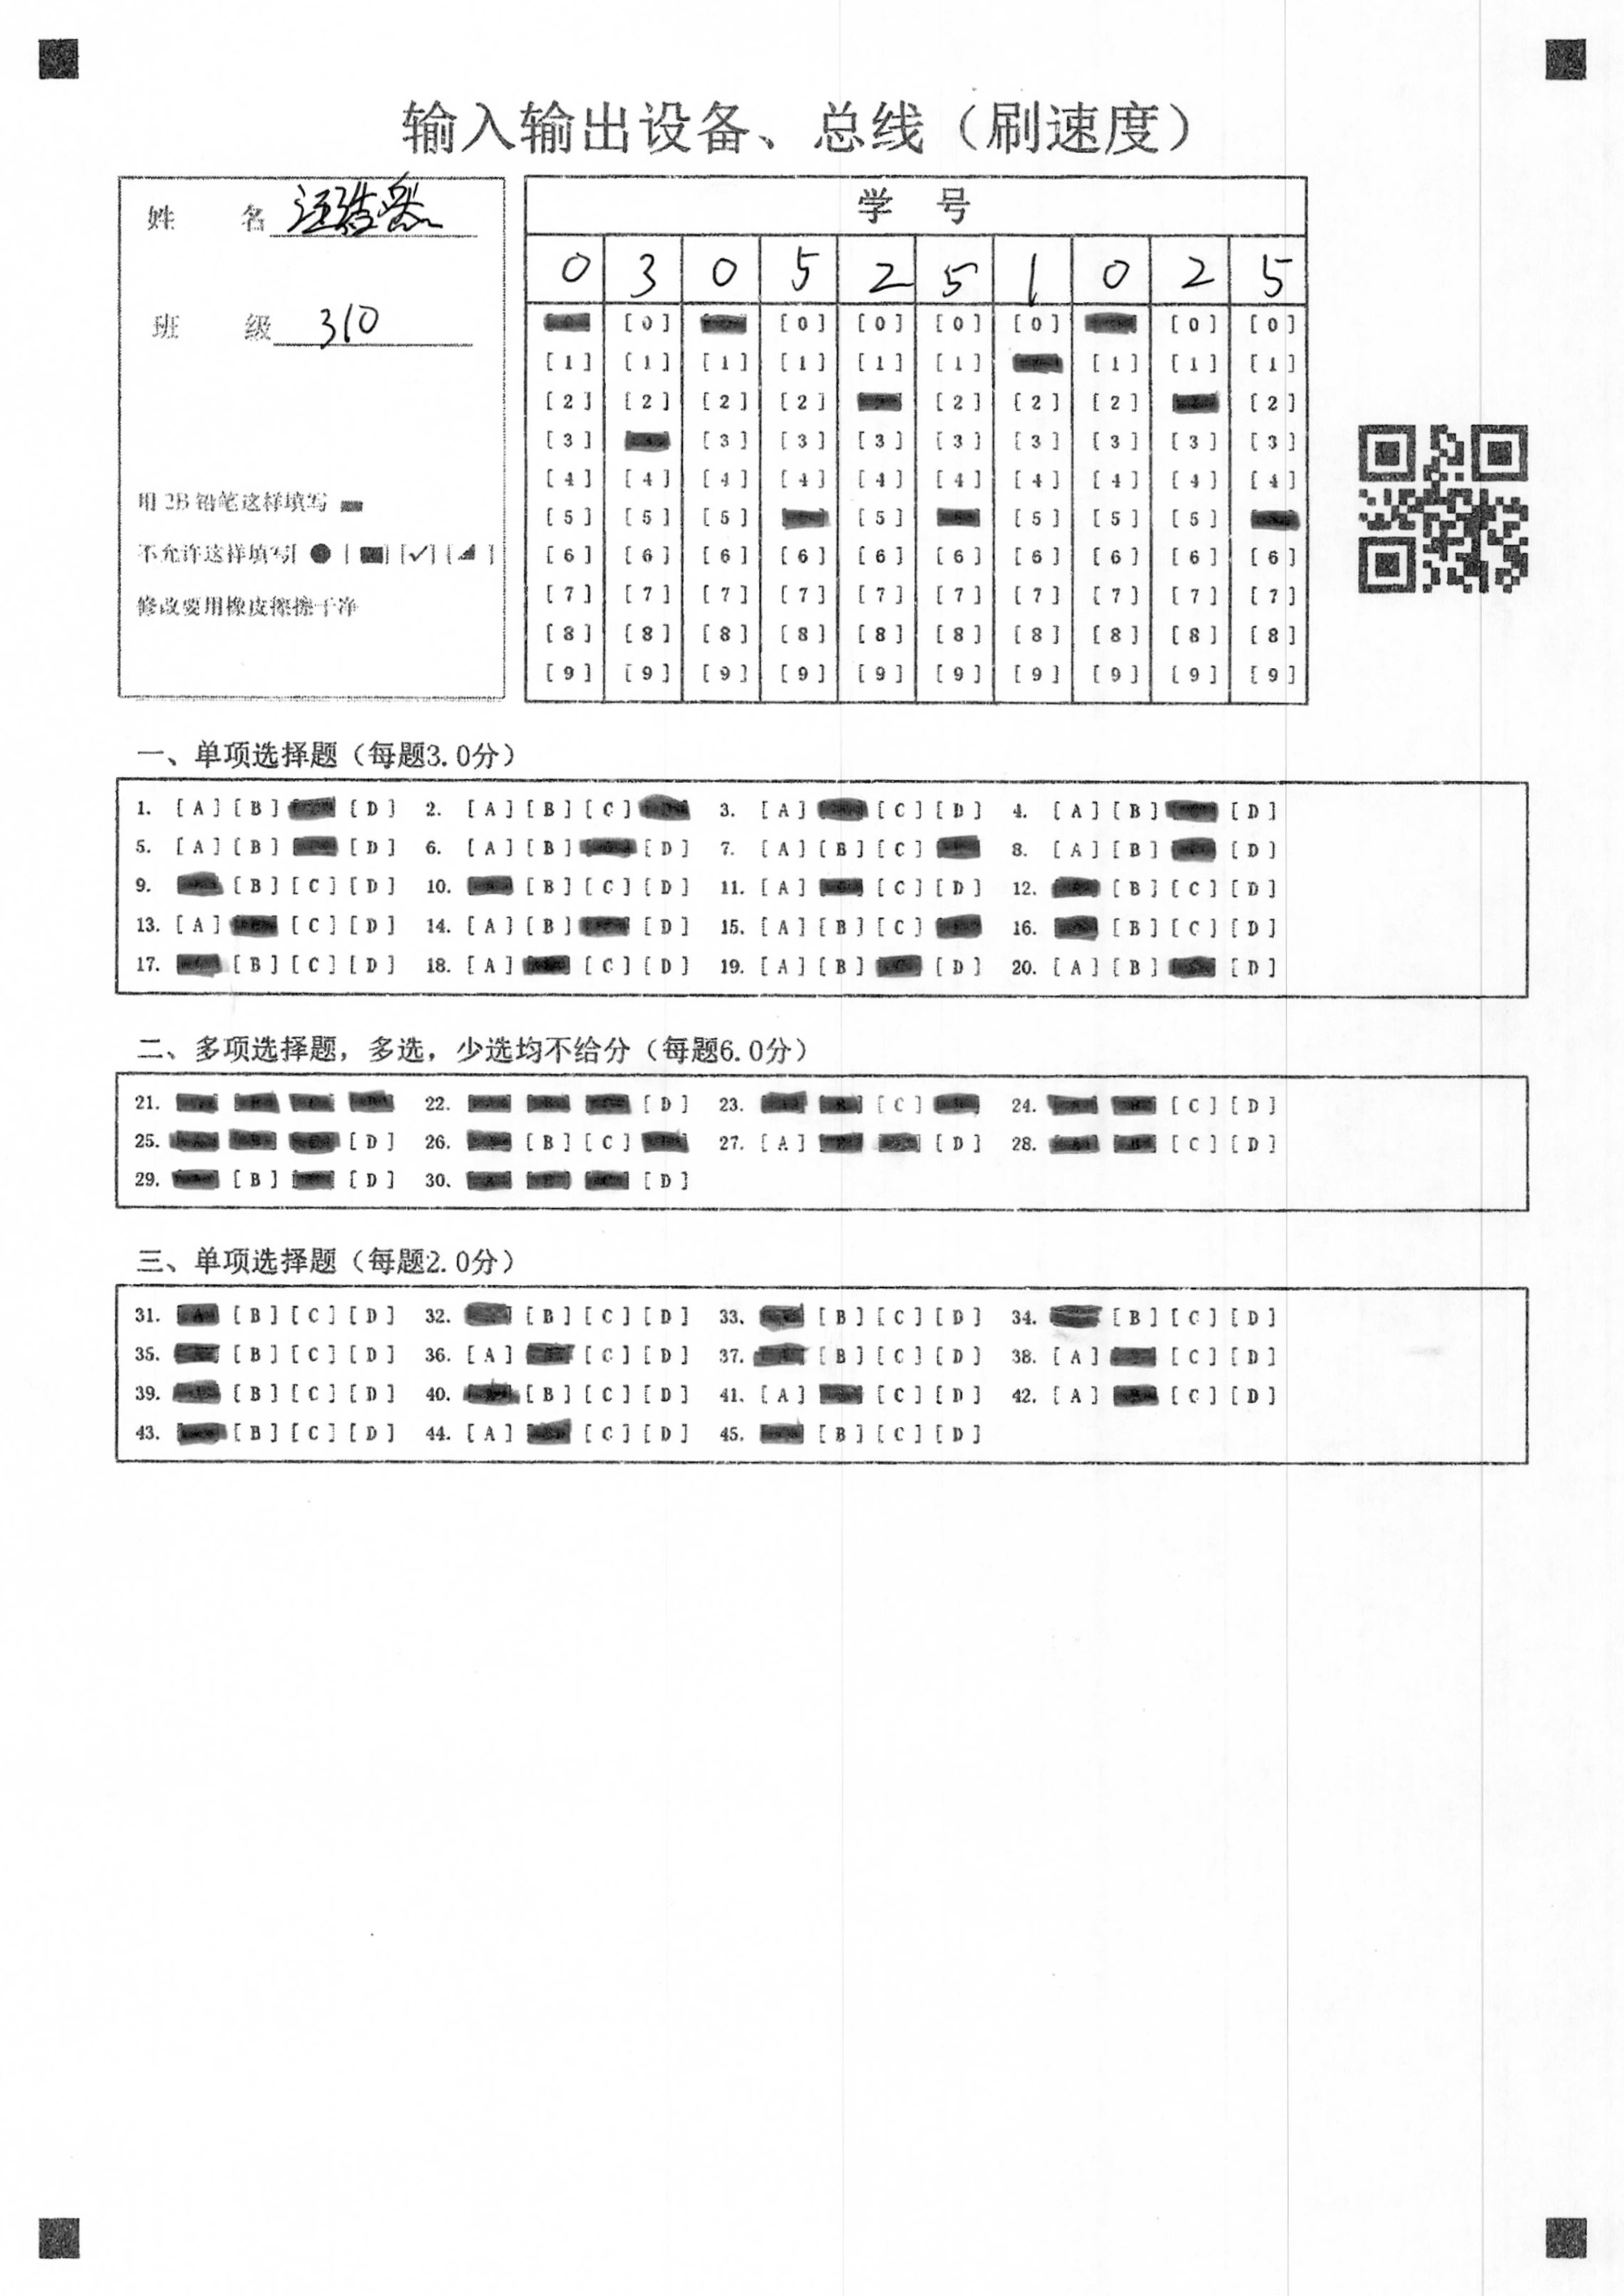 输入输出设备、总线（刷速度）
姓 名 汪浩然
班 级 310
用 2B 铅笔这样填写
不允许这样填写[ ● ] [ ■ ] [✓] [◢ ]
修改要用橡皮擦擦干净
学 号
0 3 0 5 2 5 1 0 2 5
[0] [0] [0] [0] [0] [0] [0]
[1] [1] [1] [1] [1] [1] [1] [1] [1]
[2] [2] [2] [2] [2] [2] [2] [2]
[3] [3] [3] [3] [3] [3] [3] [3] [3]
[4] [4] [4] [4] [4] [4] [4] [4] [4] [4]
[5] [5] [5] [5] [5] [5] [5]
[6] [6] [6] [6] [6] [6] [6] [6] [6] [6]
[7] [7] [7] [7] [7] [7] [7] [7] [7] [7]
[8] [8] [8] [8] [8] [8] [8] [8] [8] [8]
[9] [9] [9] [9] [9] [9] [9] [9] [9] [9]
一、单项选择题（每题3.0分）
1. [A] [B] [D] 2. [A] [B] [C] 3. [A] [C] [D] 4. [A] [B] [D]
5. [A] [B] [D] 6. [A] [B] [D] 7. [A] [B] [C] 8. [A] [B] [D]
9. [B] [C] [D] 10. [B] [C] [D] 11. [A] [C] [D] 12. [B] [C] [D]
13. [A] [C] [D] 14. [A] [B] [D] 15. [A] [B] [C] 16. [B] [C] [D]
17. [B] [C] [D] 18. [A] [C] [D] 19. [A] [B] [D] 20. [A] [B] [D]
二、多项选择题，多选，少选均不给分（每题6.0分）
21. 22. [D] 23. [C] 24. [C] [D]
25. [D] 26. [B] [C] 27. [A] [D] 28. [C] [D]
29. [B] [D] 30. [D]
三、单项选择题（每题2.0分）
31. [B] [C] [D] 32. [B] [C] [D] 33. [B] [C] [D] 34. [B] [C] [D]
35. [B] [C] [D] 36. [A] [C] [D] 37. [B] [C] [D] 38. [A] [C] [D]
39. [B] [C] [D] 40. [B] [C] [D] 41. [A] [C] [D] 42. [A] [C] [D]
43. [B] [C] [D] 44. [A] [C] [D] 45. [B] [C] [D]